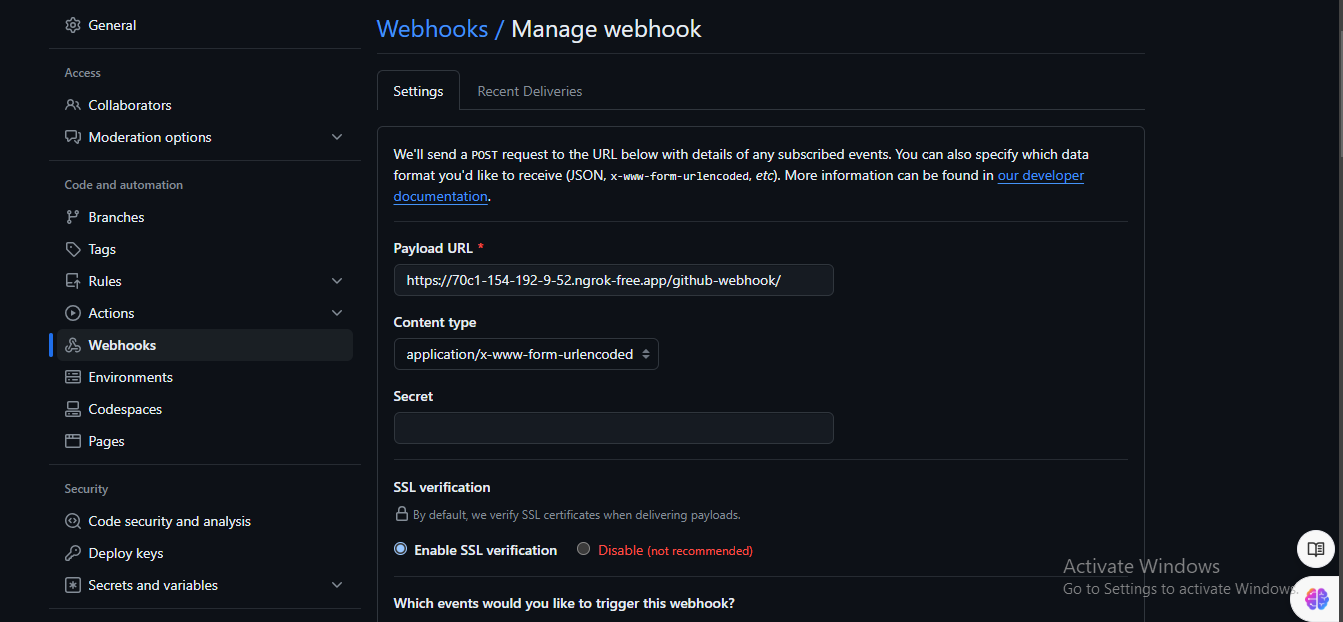 General
Access
Collaborators
Moderation options
Code and automation
Branches
Tags
Rules
Actions
Webhooks
Environments
Codespaces
Pages
Security
Code security and analysis
Deploy keys
Secrets and variables
Webhooks / Manage webhook
Settings
Recent Deliveries
We'll send a POST request to the URL below with details of any subscribed events. You can also specify which data
format you'd like to receive (JSON, x-www-form-urlencoded, etc). More information can be found in our developer
documentation.
Payload URL *
https://70c1-154-192-9-52.ngrok-free.app/github-webhook/
Content type
application/x-www-form-urlencoded
Secret
SSL verification
By default, we verify SSL certificates when delivering payloads.
Enable SSL verification
Disable (not recommended)
Which events would you like to trigger this webhook?
Activate Windows
Go to Settings to activate Windows.